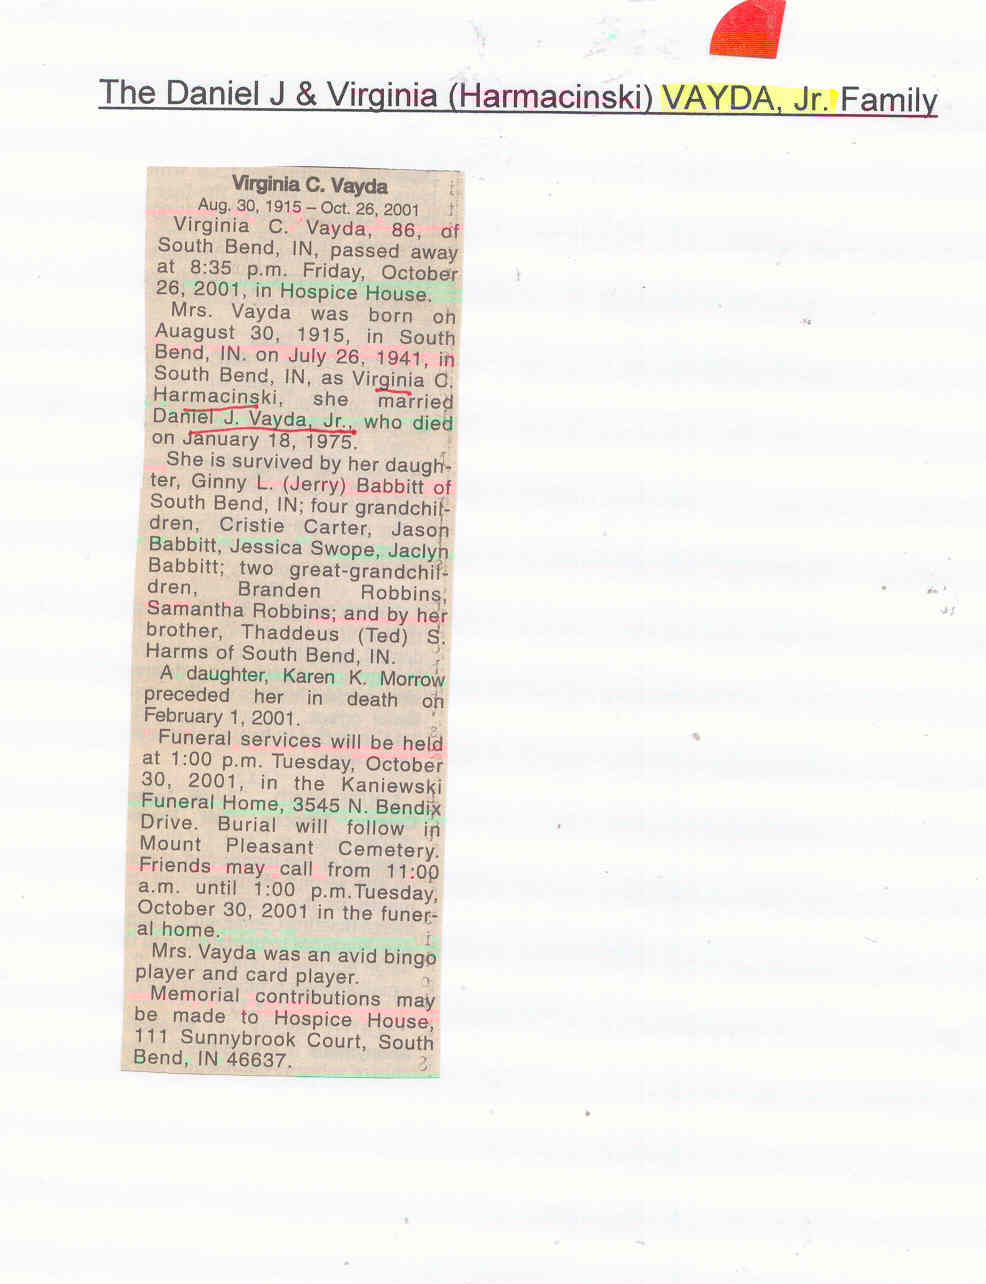 The Daniel J & Virginia (Harmacinski) VAYDA, Jr. Family
Virginia C. Vayda
Aug. 30, 1915 – Oct. 26, 2001
Virginia C. Vayda, 86, of
South Bend, IN, passed away
at 8:35 p.m. Friday, October
26, 2001, in Hospice House.
Mrs. Vayda was born on
Auagust 30, 1915, in South
Bend, IN. on July 26, 1941, in
South Bend, IN, as Virginia C.
Harmacinski, she married
Daniel J. Vayda, Jr., who died
on January 18, 1975.
She is survived by her daugh-
ter, Ginny L. (Jerry) Babbitt of
South Bend, IN; four grandchil-
dren, Cristie Carter, Jason
Babbitt, Jessica Swope, Jaclyn
Babbitt; two great-grandchil-
dren, Branden Robbins,
Samantha Robbins; and by her
brother, Thaddeus (Ted) S.
Harms of South Bend, IN.
A daughter, Karen K. Morrow
preceded her in death on
February 1, 2001.
Funeral services will be held
at 1:00 p.m. Tuesday, October
30, 2001, in the Kaniewski
Funeral Home, 3545 N. Bendix
Drive. Burial will follow in
Mount Pleasant Cemetery.
Friends may call from 11:00
a.m. until 1:00 p.m.Tuesday,
October 30, 2001 in the funer-
al home.
Mrs. Vayda was an avid bingo
player and card player.
Memorial contributions may
be made to Hospice House,
111 Sunnybrook Court, South
Bend, IN 46637.